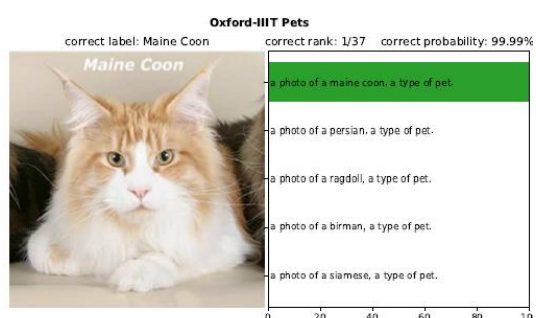 Oxford-IIIT Pets
correct label: Maine Coon correct rank: 1/37 correct probability: 99.99%
Maine Coon
a photo of a maine coon, a type of pet.
a photo of a persian, a type of pet.
a photo of a ragdoll, a type of pet.
a photo of a birman, a type of pet.
a photo of a siamese, a type of pet.
0 20 40 60 80 100